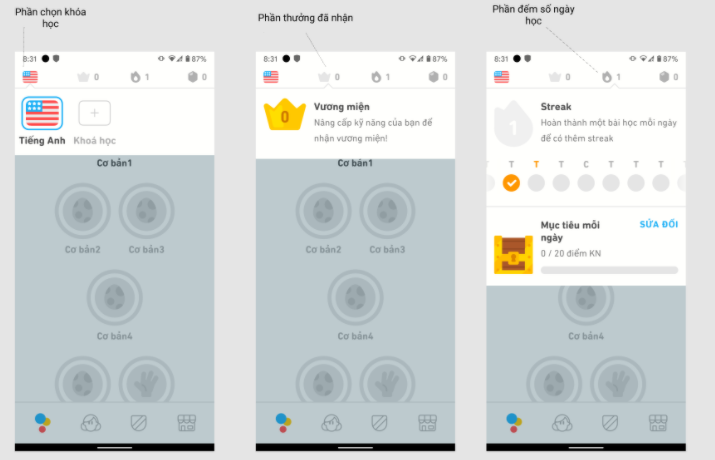 Phần chọn khóa
học
8:31
87%
0
1
0
Tiếng Anh
Khoá học
Cơ bản1
Cơ bản2
Cơ bản3
Cơ bản4
Phần thưởng đã nhận
8:31
87%
0
1
0
0
Vương miện
Nâng cấp kỹ năng của bạn để
nhận vương miện!
Cơ bản1
Cơ bản2
Cơ bản3
Cơ bản4
Phần đếm số ngày
học
8:31
87%
0
1
0
1
Streak
Hoàn thành một bài học mỗi ngày
để có thêm streak
T T T C T T T
Mục tiêu mỗi
ngày
SỬA ĐỔI
0 / 20 điểm KN
Cơ bản4